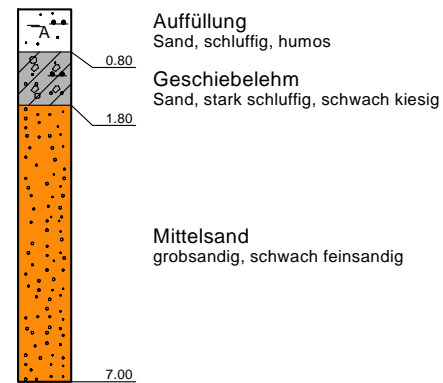 Auffüllung
A
Sand, schluffig, humos
0.80
Geschiebelehm
Sand, stark schluffig, schwach kiesig
1.80
Mittelsand
grobsandig, schwach feinsandig
7.00